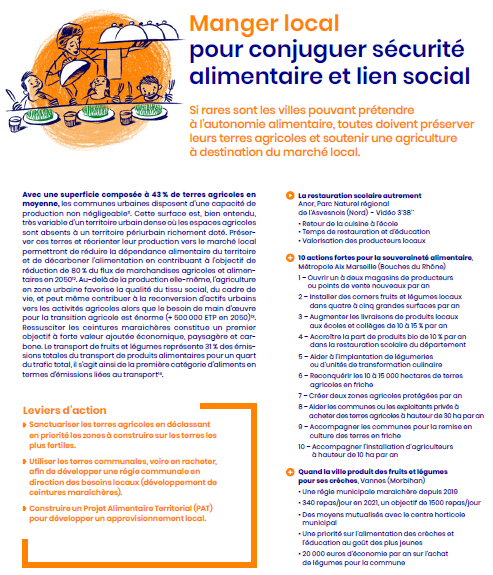 Manger local
pour conjuguer sécurité
alimentaire et lien social
Si rares sont les villes pouvant prétendre
à l'autonomie alimentaire, toutes doivent préserver
leurs terres agricoles et soutenir une agriculture
à destination du marché local.
Avec une superficie composée à 43 % de terres agricoles en
moyenne, les communes urbaines disposent d'une capacité de
production non négligeable. Cette surface est, bien entendu,
très variable d'un territoire urbain dense où les espaces agricoles
sont absents à un territoire périurbain richement doté. Préser-
ver ces terres et réorienter leur production vers le marché local
permettront de réduire la dépendance alimentaire du territoire
et de décarboner l'alimentation en contribuant à l'objectif de
réduction de 80 % du flux de marchandises agricoles et alimen-
taires en 2050. Au-delà de la production elle-même, l'agriculture
en zone urbaine favorise la qualité du tissu social, du cadre de
vie, et peut même contribuer à la reconversion d'actifs urbains
vers les activités agricoles alors que le besoin de main d'œuvre
pour la transition agricole est énorme (+ 500 000 ETP en 2050).
Ressusciter les ceintures maraîchères constitue un premier
objectif à forte valeur ajoutée économique, paysagère et car-
bone. Le transport de fruits et légumes représente 31 % des émis-
sions totales du transport de produits alimentaires pour un quart
du trafic total, il s'agit ainsi de la première catégorie d'aliments en
termes d'émissions liées au transport.
Leviers d'action
Sanctuariser les terres agricoles en déclassant
en priorité les zones à construire sur les terres les
plus fertiles.
Utiliser les terres communales, voire en racheter,
afin de développer une régie communale en
direction des besoins locaux (développement de
ceintures maraîchères).
Construire un Projet Alimentaire Territorial (PAT)
pour développer un approvisionnement local.
La restauration scolaire autrement
Anor, Parc Naturel régional
de l'Avesnois (Nord) - Vidéo 3'38''
• Retour de la cuisine à l'école
• Temps de restauration et d'éducation
• Valorisation des producteurs locaux
10 actions fortes pour la souveraineté alimentaire,
Métropole Aix Marseille (Bouches du Rhône)
1 – Ouvrir un à deux magasins de producteurs
ou points de vente nouveaux par an
2 – Installer des corners fruits et légumes locaux
dans quatre à cinq grandes surfaces par an
3 – Augmenter les livraisons de produits locaux
aux écoles et collèges de 10 à 15 % par an
4 – Accroître la part de produits bio de 10 % par an
dans la restauration scolaire du département
5 – Aider à l'implantation de légumeries
ou d'unités de transformation culinaire
6 – Reconquérir les 10 à 15 000 hectares de terres
agricoles en friche
7 – Créer deux zones agricoles protégées par an
8 – Aider les communes ou les exploitants privés à
acheter des terres agricoles à hauteur de 30 ha par an
9 – Accompagner les communes pour la remise en
culture des terres en friche
10 – Accompagner l'installation d'agriculteurs
à hauteur de 10 ha par an
Quand la ville produit des fruits et légumes
pour ses crèches, Vannes (Morbihan)
• Une régie municipale maraîchère depuis 2019
• 340 repas/jour en 2021, un objectif de 1500 repas/jour
• Des moyens mutualisés avec le centre horticole
municipal
• Une priorité sur l'alimentation des crèches et
l'éducation au goût des plus jeunes
• 20 000 euros d'économie par an sur l'achat
de légumes pour la commune